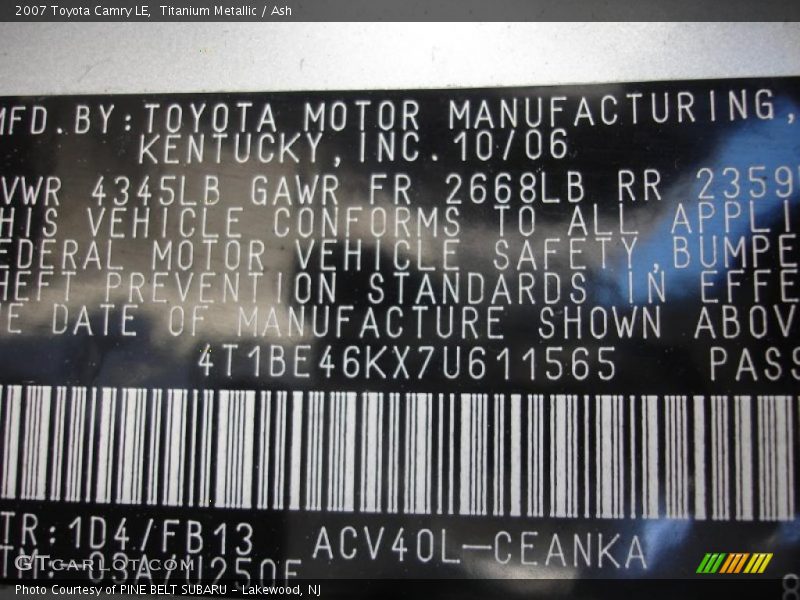 2007 Toyota Camry LE, Titanium Metallic / Ash
MFD.BY:TOYOTA MOTOR MANUFACTURING,
KENTUCKY,INC.10/06
VWR 4345LB GAWR FR 2668LB RR 2359
HIS VEHICLE CONFORMS TO ALL APPLI
EDERAL MOTOR VEHICLE SAFETY,BUMPE
HEFT PREVENTION STANDARDS IN EFFE
E DATE OF MANUFACTURE SHOWN ABOV
4T1BE46KX7U611565 PASS
TR:1D4/FB13 ACV40L-CEANKA
TM:-03A/U250E
GTcarlot.com
Photo Courtesy of PINE BELT SUBARU – Lakewood, NJ